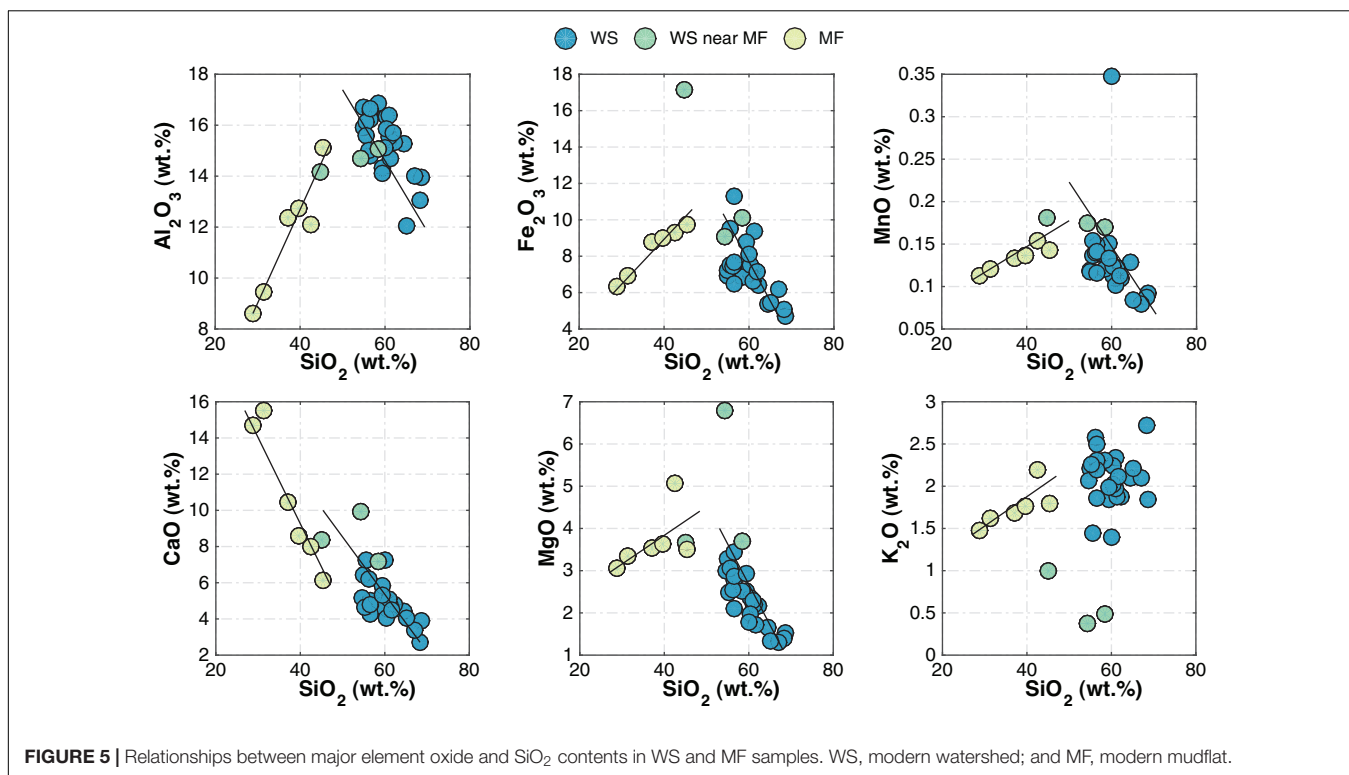 WS WS near MF MF
18
16
14
12
10
8
Al2O3 (wt.%)
20 40 60 80
SiO2 (wt.%)
18
16
14
12
10
8
6
4
Fe2O3 (wt.%)
20 40 60 80
SiO2 (wt.%)
0.35
0.30
0.25
0.20
0.15
0.10
0.05
MnO (wt.%)
20 40 60 80
SiO2 (wt.%)
16
14
12
10
8
6
4
2
CaO (wt.%)
20 40 60 80
SiO2 (wt.%)
7
6
5
4
3
2
1
MgO (wt.%)
20 40 60 80
SiO2 (wt.%)
3
2.5
2
1.5
1
0.5
0
K2O (wt.%)
20 40 60 80
SiO2 (wt.%)
FIGURE 5 | Relationships between major element oxide and SiO2 contents in WS and MF samples. WS, modern watershed; and MF, modern mudflat.